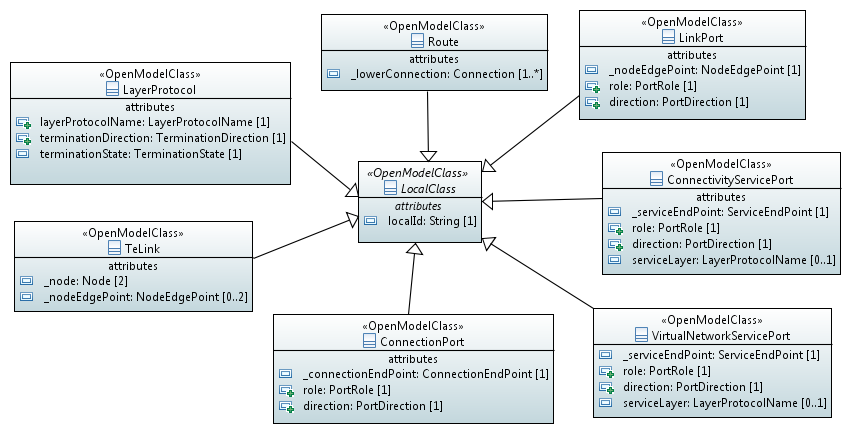 «OpenModelClass»
Route
attributes
_lowerConnection: Connection [1..*]
«OpenModelClass»
LinkPort
attributes
_nodeEdgePoint: NodeEdgePoint [1]
role: PortRole [1]
direction: PortDirection [1]
«OpenModelClass»
LayerProtocol
attributes
layerProtocolName: LayerProtocolName [1]
terminationDirection: TerminationDirection [1]
terminationState: TerminationState [1]
«OpenModelClass»
LocalClass
attributes
localId: String [1]
«OpenModelClass»
ConnectivityServicePort
attributes
_serviceEndPoint: ServiceEndPoint [1]
role: PortRole [1]
direction: PortDirection [1]
serviceLayer: LayerProtocolName [0..1]
«OpenModelClass»
TeLink
attributes
_node: Node [2]
_nodeEdgePoint: NodeEdgePoint [0..2]
«OpenModelClass»
ConnectionPort
attributes
_connectionEndPoint: ConnectionEndPoint [1]
role: PortRole [1]
direction: PortDirection [1]
«OpenModelClass»
VirtualNetworkServicePort
attributes
_serviceEndPoint: ServiceEndPoint [1]
role: PortRole [1]
direction: PortDirection [1]
serviceLayer: LayerProtocolName [0..1]